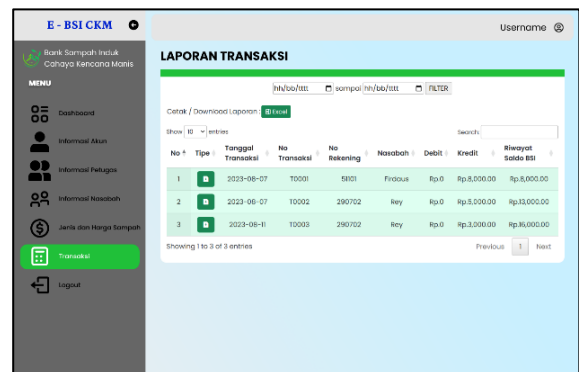 E - BSI CKM
Username
Bank Sampah Induk
Cahaya Kencana Manis
MENU
Dashboard
Informasi Akun
Informasi Petugas
Informasi Nasabah
Jenis dan Harga Sampah
Transaksi
Logout
LAPORAN TRANSAKSI
hh/bb/tttt sampai hh/bb/tttt FILTER
Cetak / Download Laporan : Excel
Show 10 entries Search:
No Tipe Tanggal Transaksi No Transaksi No Rekening Nasabah Debit Kredit Riwayat Saldo BSI
1 2023-08-07 T0001 51101 Firdaus Rp.0 Rp.8,000.00 Rp.8,000.00
2 2023-08-07 T0002 290702 Rey Rp.0 Rp.5,000.00 Rp.13,000.00
3 2023-08-11 T0003 290702 Rey Rp.0 Rp.3,000.00 Rp.16,000.00
Showing 1 to 3 of 3 entries Previous 1 Next